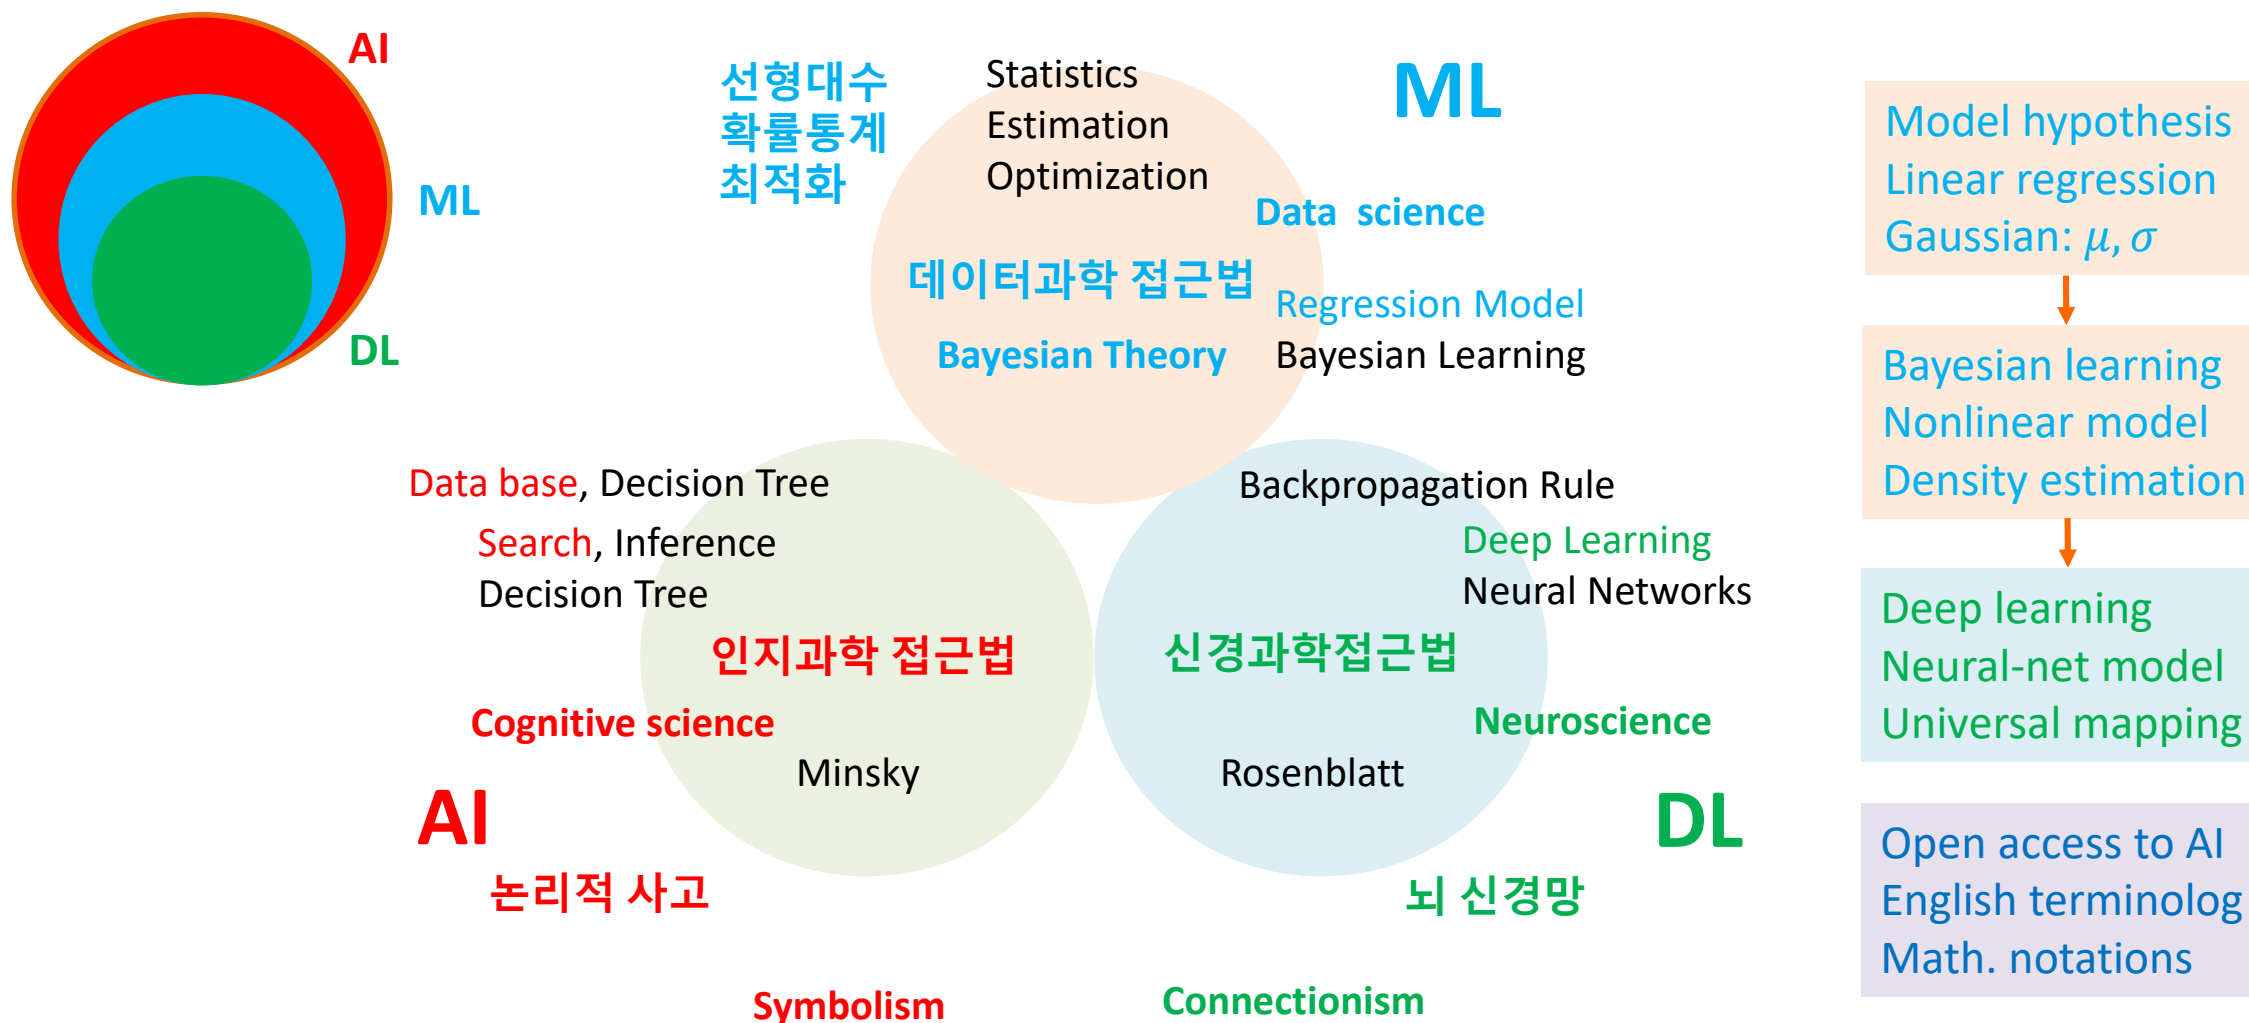 AI
ML
DL
선형대수
확률통계
최적화
Statistics
Estimation
Optimization
ML
Data science
데이터과학 접근법
Regression Model
Bayesian Theory
Bayesian Learning
Data base, Decision Tree
Search, Inference
Decision Tree
인지과학 접근법
Cognitive science
Minsky
AI
논리적 사고
Symbolism
Backpropagation Rule
Deep Learning
Neural Networks
신경과학접근법
Neuroscience
Rosenblatt
DL
뇌 신경망
Connectionism
Model hypothesis
Linear regression
Gaussian: 𝜇, 𝜎
Bayesian learning
Nonlinear model
Density estimation
Deep learning
Neural-net model
Universal mapping
Open access to AI
English terminolog
Math. notations